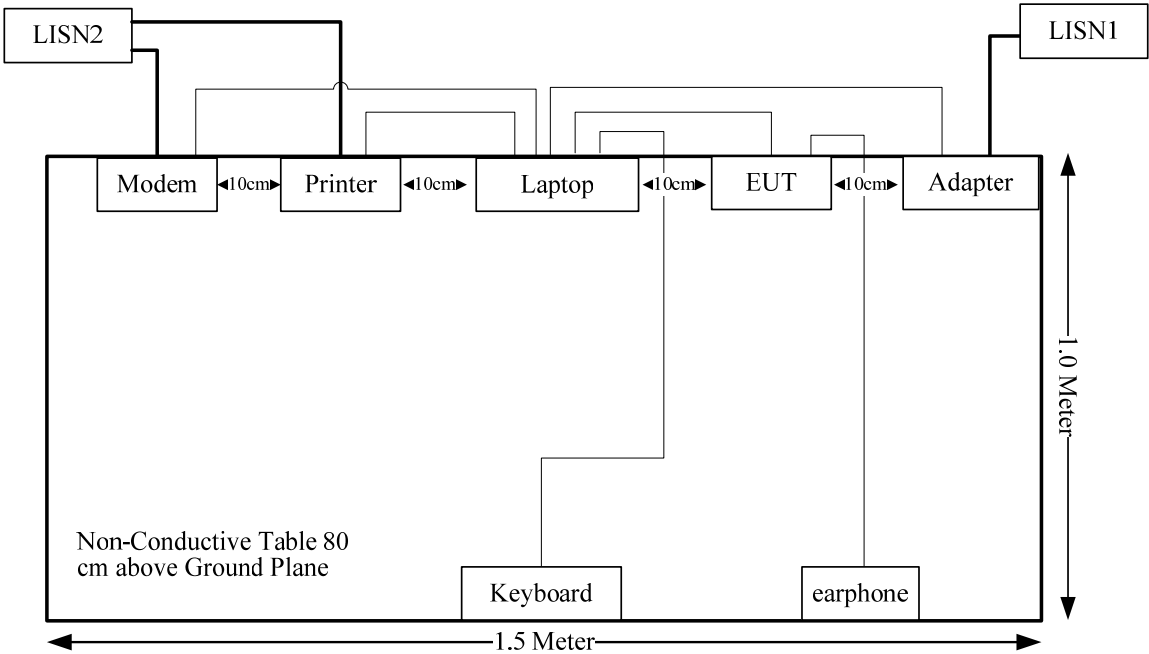 LISN2
LISN1
Modem
10cm
Printer
10cm
Laptop
10cm
EUT
10cm
Adapter
1.0 Meter
Non-Conductive Table 80
cm above Ground Plane
Keyboard
earphone
1.5 Meter